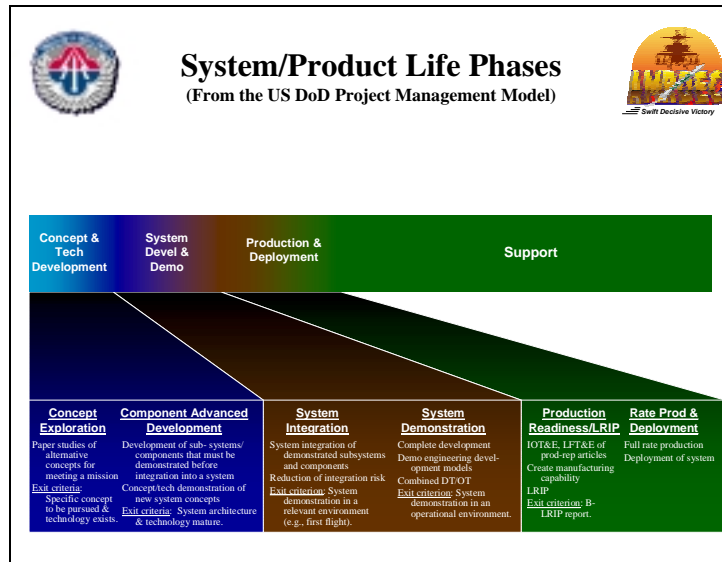 System/Product Life Phases
(From the US DoD Project Management Model)
AMRDEC
Swift Decisive Victory
Concept &
Tech
Development
System
Devel &
Demo
Production &
Deployment
Support
Concept
Exploration
Paper studies of
alternative
concepts for
meeting a mission
Exit criteria:
Specific concept
to be pursued &
technology exists.
Component Advanced
Development
Development of sub- systems/
components that must be
demonstrated before
integration into a system
Concept/tech demonstration of
new system concepts
Exit criteria: System architecture
& technology mature.
System
Integration
System integration of
demonstrated subsystems
and components
Reduction of integration risk
Exit criterion: System
demonstration in a
relevant environment
(e.g., first flight).
System
Demonstration
Complete development
Demo engineering devel-
opment models
Combined DT/OT
Exit criterion: System
demonstration in an
operational environment.
Production
Readiness/LRIP
IOT&E, LFT&E of
prod-rep articles
Create manufacturing
capability
LRIP
Exit criterion: B-
LRIP report.
Rate Prod &
Deployment
Full rate production
Deployment of system